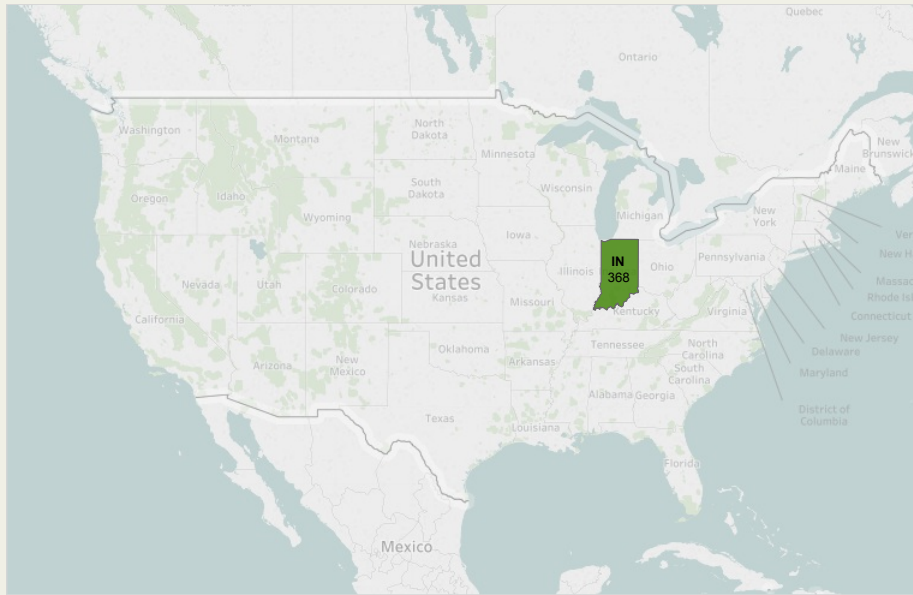 Quebec
Ontario
Washington
Montana
North
Dakota
Minnesota
New
Brunswick
Maine
Oregon
Idaho
South
Dakota
Wisconsin
Michigan
New
York
Wyoming
Iowa
Nebraska
United
States
IN
368
Illinois
Ohio
Pennsylvania
Ver
New H
Massac
Rhode Isl
Connecticut
New Jersey
Delaware
Maryland
District of
Columbia
Nevada
Utah
Colorado
Kansas
Missouri
Kentucky
Virginia
California
Oklahoma
Tennessee
North
Carolina
Arizona
New
Mexico
Arkansas
South
Carolina
Alabama
Georgia
Texas
Louisiana
Florida
Mexico